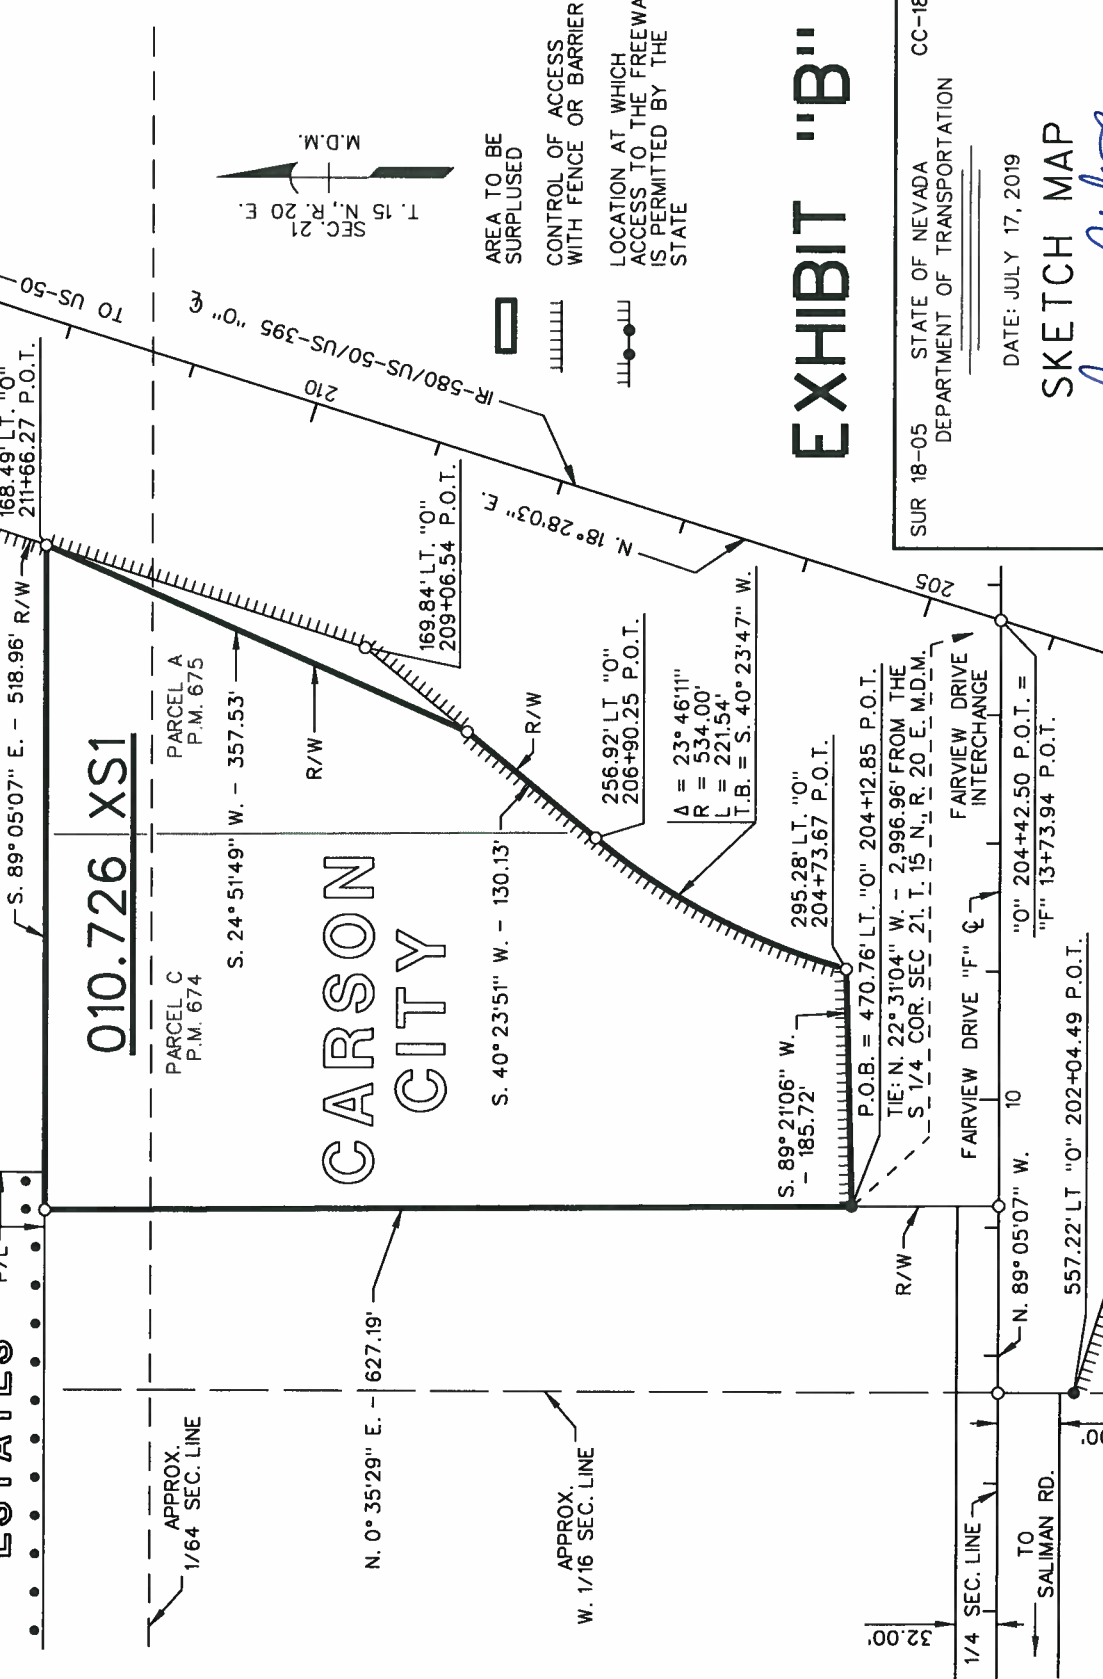 S. 89° 05'07" E. - 518.96'
R/W
168.49' LT. "O"
211+66.27 P.O.T.
TO US-50
010.726 XS1
PARCEL C
P.M. 674
PARCEL A
P.M. 675
S. 24° 51'49" W. - 357.53'
R/W
CARSON
CITY
169.84' LT. "O"
209+06.54 P.O.T.
210
IR-580/US-50/US-395 "O" ℄
SEC. 21
T. 15 N., R. 20 E.
M.D.M.
APPROX.
1/64 SEC. LINE
N. 0° 35'29" E. - 627.19'
S. 40° 23'51" W. - 130.13'
R/W
APPROX.
W. 1/16 SEC. LINE
256.92' LT "O"
206+90.25 P.O.T.
N. 18° 28'03" E.
Δ = 23° 46'11"
R = 534.00'
L = 221.54'
T.B. = S. 40° 23'47" W.
S. 89° 21'06" W.
- 185.72'
295.28' LT. "O"
204+73.67 P.O.T.
P.O.B. = 470.76' LT. "O" 204+12.85 P.O.T.
TIE: N. 22° 31'04" W. - 2,996.96' FROM THE
S 1/4 COR. SEC 21, T. 15 N., R. 20 E. M.D.M.
205
R/W
FAIRVIEW DRIVE "F" ℄
FAIRVIEW DRIVE
INTERCHANGE
32.00'
1/4 SEC. LINE
N. 89° 05'07" W.
10
"O" 204+42.50 P.O.T. =
"F" 13+73.94 P.O.T.
TO
SALIMAN RD.
557.22' LT "O" 202+04.49 P.O.T.
AREA TO BE
SURPLUSED
CONTROL OF ACCESS
WITH FENCE OR BARRIER
LOCATION AT WHICH
ACCESS TO THE
IS PERMITTED BY THE
STATE
EXHIBIT "B"
SUR 18-05 STATE OF NEVADA
DEPARTMENT OF TRANSPORTATION
DATE: JULY 17, 2019
SKETCH MAP